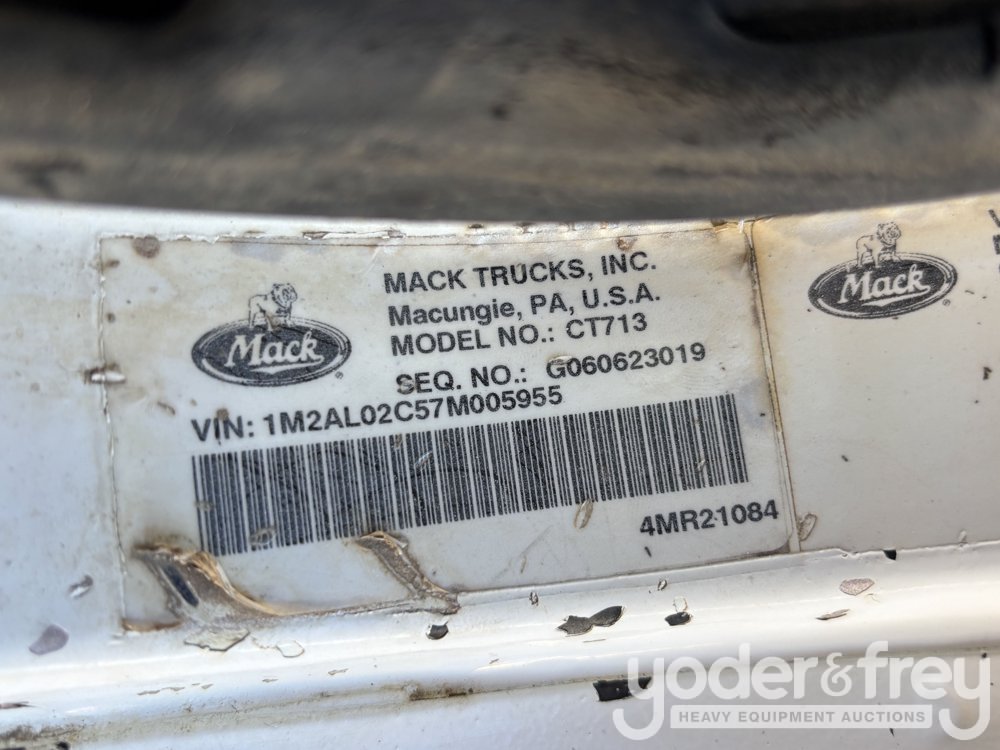 MACK TRUCKS, INC.
Macungie, PA, U.S.A.
MODEL NO.: CT713
SEQ. NO.: G060623019
Mack
®
VIN: 1M2AL02C57M005955
4MR21084
Mack
®
yoder&frey
HEAVY EQUIPMENT AUCTIONS